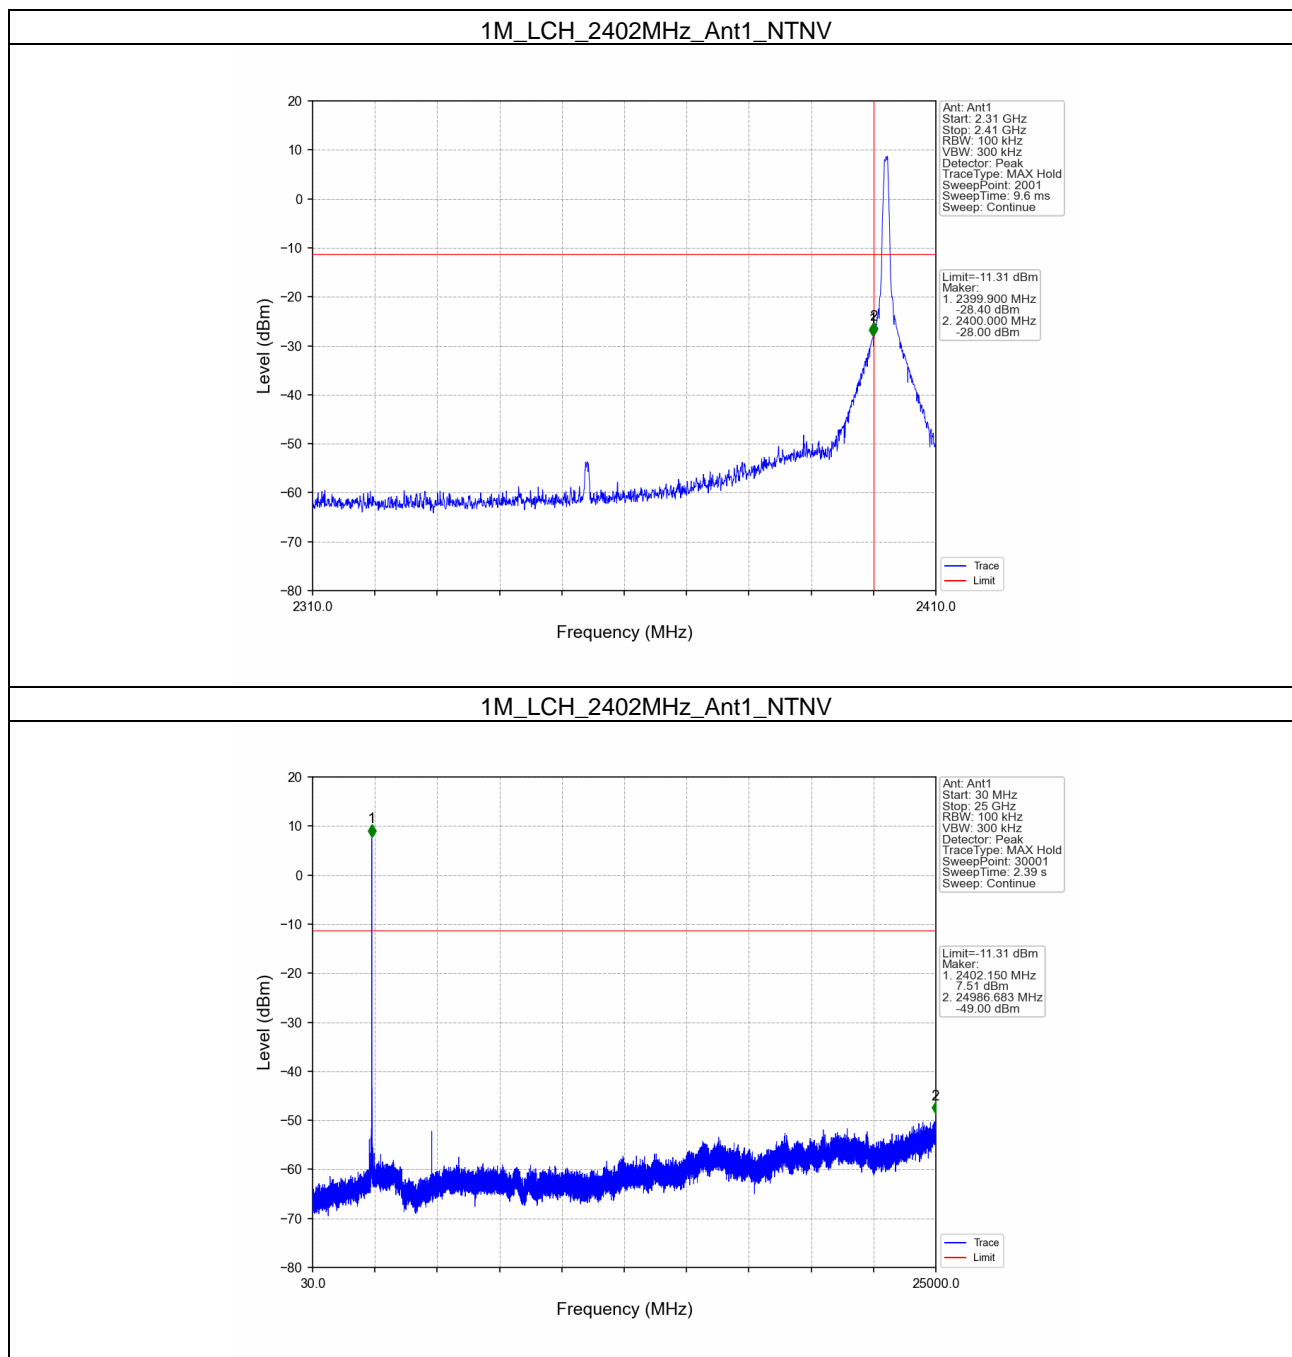 1M_LCH_2402MHz_Ant1_NTNV
20
10
0
−10
−20
−30
−40
−50
−60
−70
−80
Level (dBm)
2310.0
2410.0
Frequency (MHz)
2
Ant: Ant1
Start: 2.31 GHz
Stop: 2.41 GHz
RBW: 100 kHz
VBW: 300 kHz
Detector: Peak
TraceType: MAX Hold
SweepPoint: 2001
SweepTime: 9.6 ms
Sweep: Continue
Limit=-11.31 dBm
Maker:
1. 2399.900 MHz
-28.40 dBm
2. 2400.000 MHz
-28.00 dBm
Trace
Limit
1M_LCH_2402MHz_Ant1_NTNV
20
10
0
−10
−20
−30
−40
−50
−60
−70
−80
Level (dBm)
30.0
25000.0
Frequency (MHz)
1
2
Ant: Ant1
Start: 30 MHz
Stop: 25 GHz
RBW: 100 kHz
VBW: 300 kHz
Detector: Peak
TraceType: MAX Hold
SweepPoint: 30001
SweepTime: 2.39 s
Sweep: Continue
Limit=-11.31 dBm
Maker:
1. 2402.150 MHz
7.51 dBm
2. 24986.683 MHz
-49.00 dBm
Trace
Limit